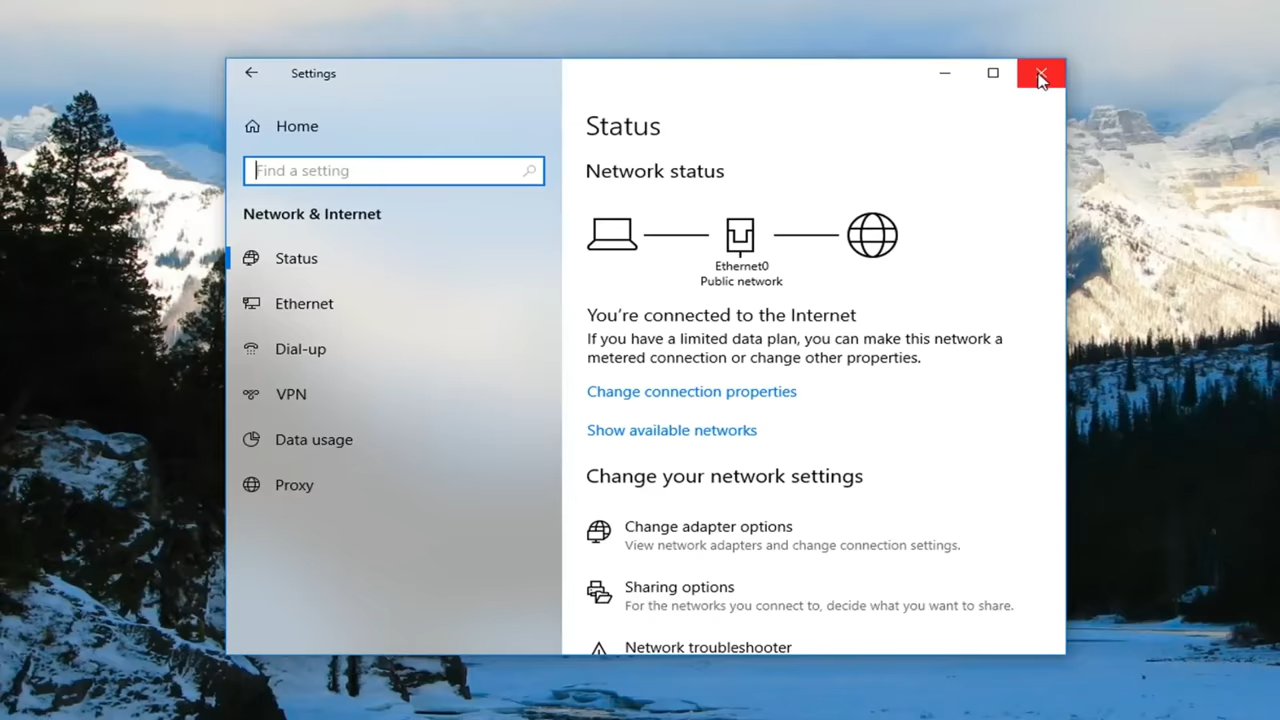 Settings
Home
Find a setting
Network & Internet
Status
Ethernet
Dial-up
VPN
Data usage
Proxy
Status
Network status
Ethernet0
Public network
You're connected to the Internet
If you have a limited data plan, you can make this network a
metered connection or change other properties.
Change connection properties
Show available networks
Change your network settings
Change adapter options
View network adapters and change connection settings.
Sharing options
For the networks you connect to, decide what you want to share.
Network troubleshooter